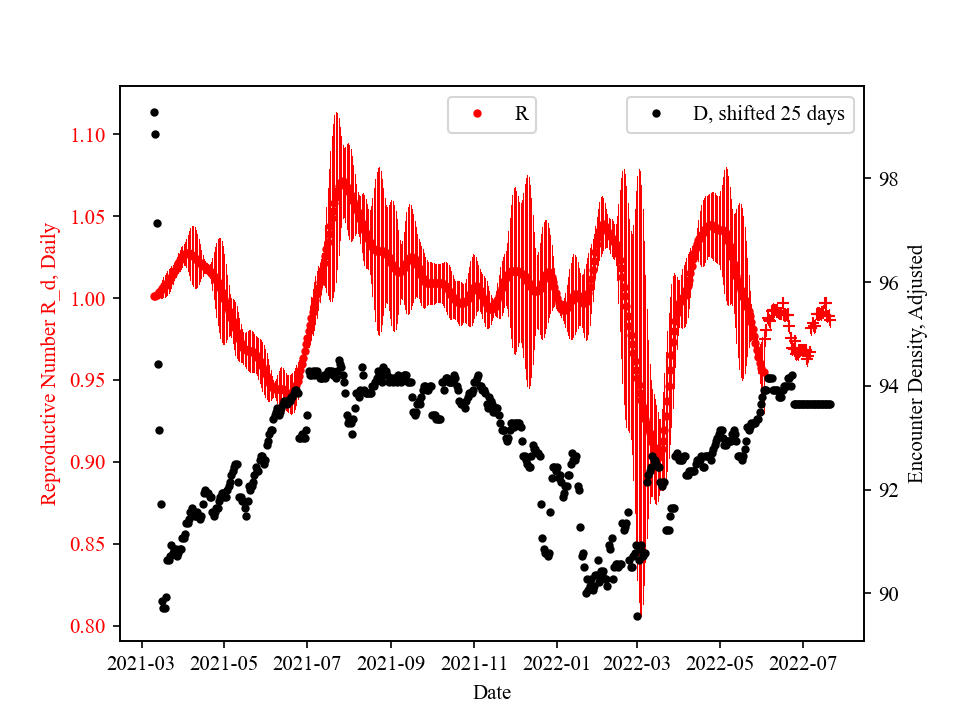 R
D, shifted 25 days
Reproductive Number R_d, Daily
1.10
1.05
1.00
0.95
0.90
0.85
0.80
98
96
94
92
90
Encounter Density, Adjusted
2021-03 2021-05 2021-07 2021-09 2021-11 2022-01 2022-03 2022-05 2022-07
Date